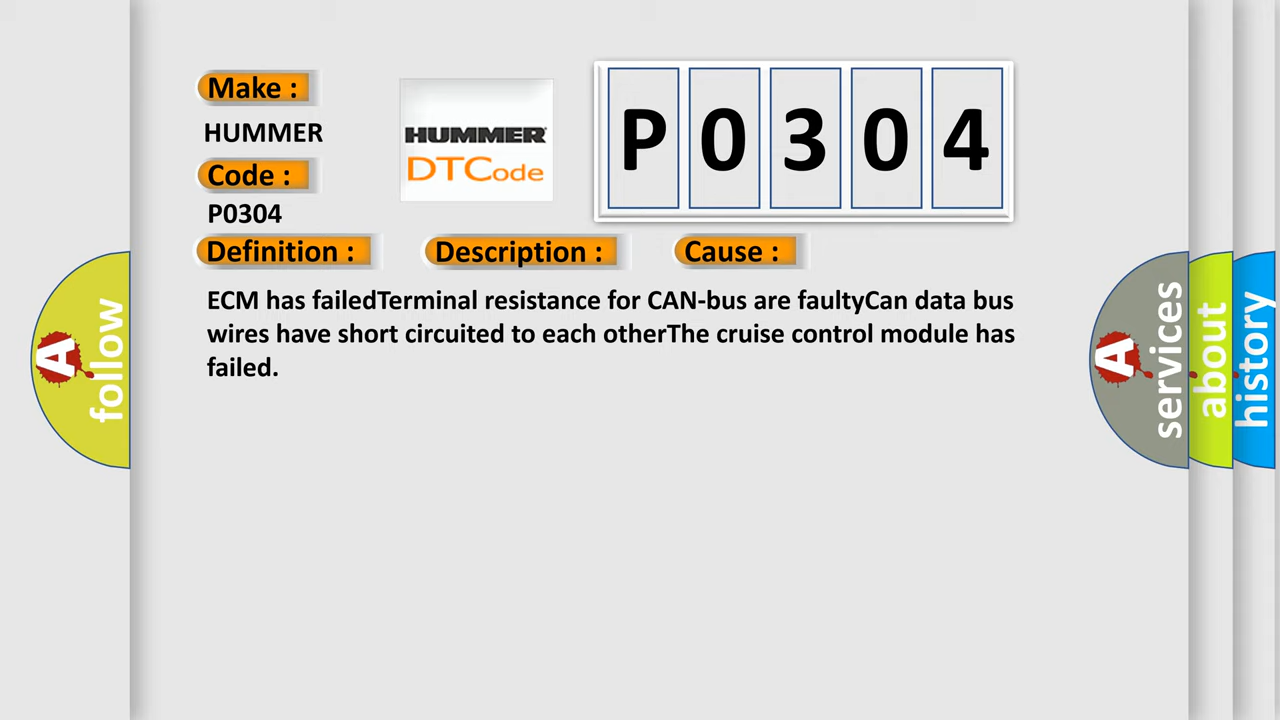 Make :
HUMMER
Code :
P0304
HUMMER
DTCode
P0304
Definition :
Description :
Cause :
ECM has failedTerminal resistance for CAN-bus are faultyCan data bus
wires have short circuited to each otherThe cruise control module has
failed.
A
follow
A
services
about
history